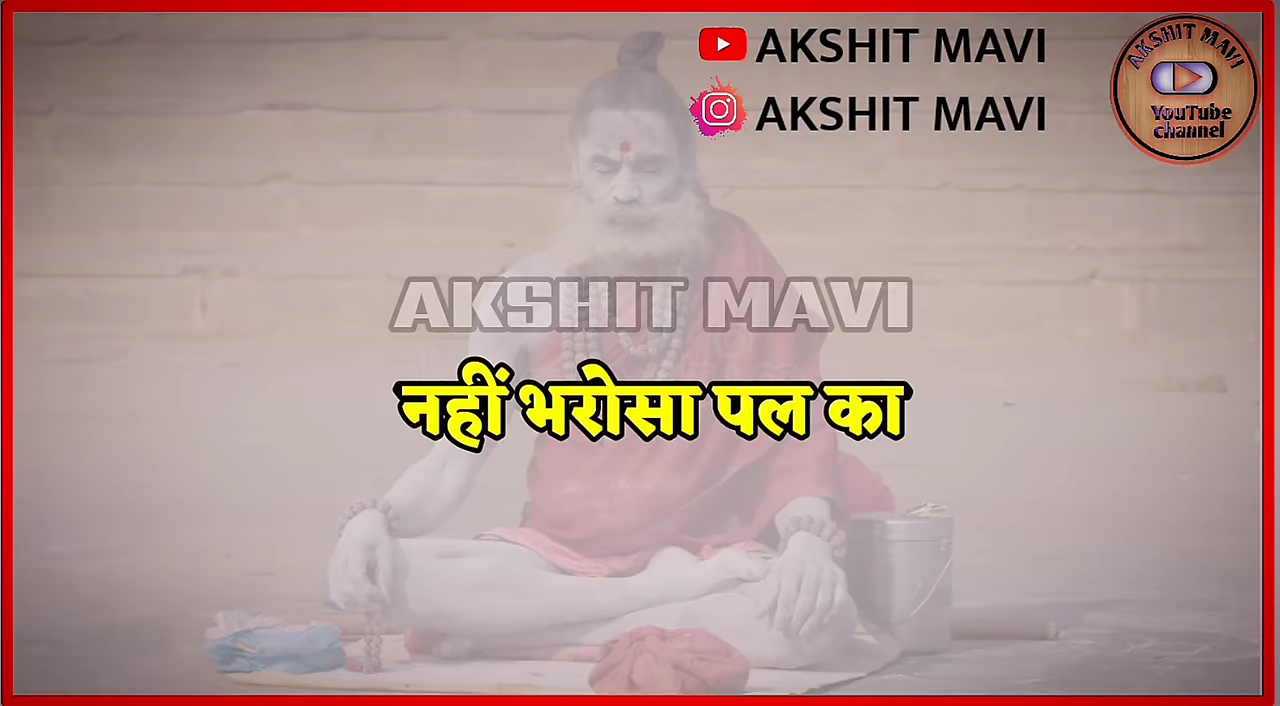 AKSHIT MAVI
AKSHIT MAVI
AKSHIT MAVI
YouTube
channel
AKSHIT MAVI
नहीं भरोसा पल का